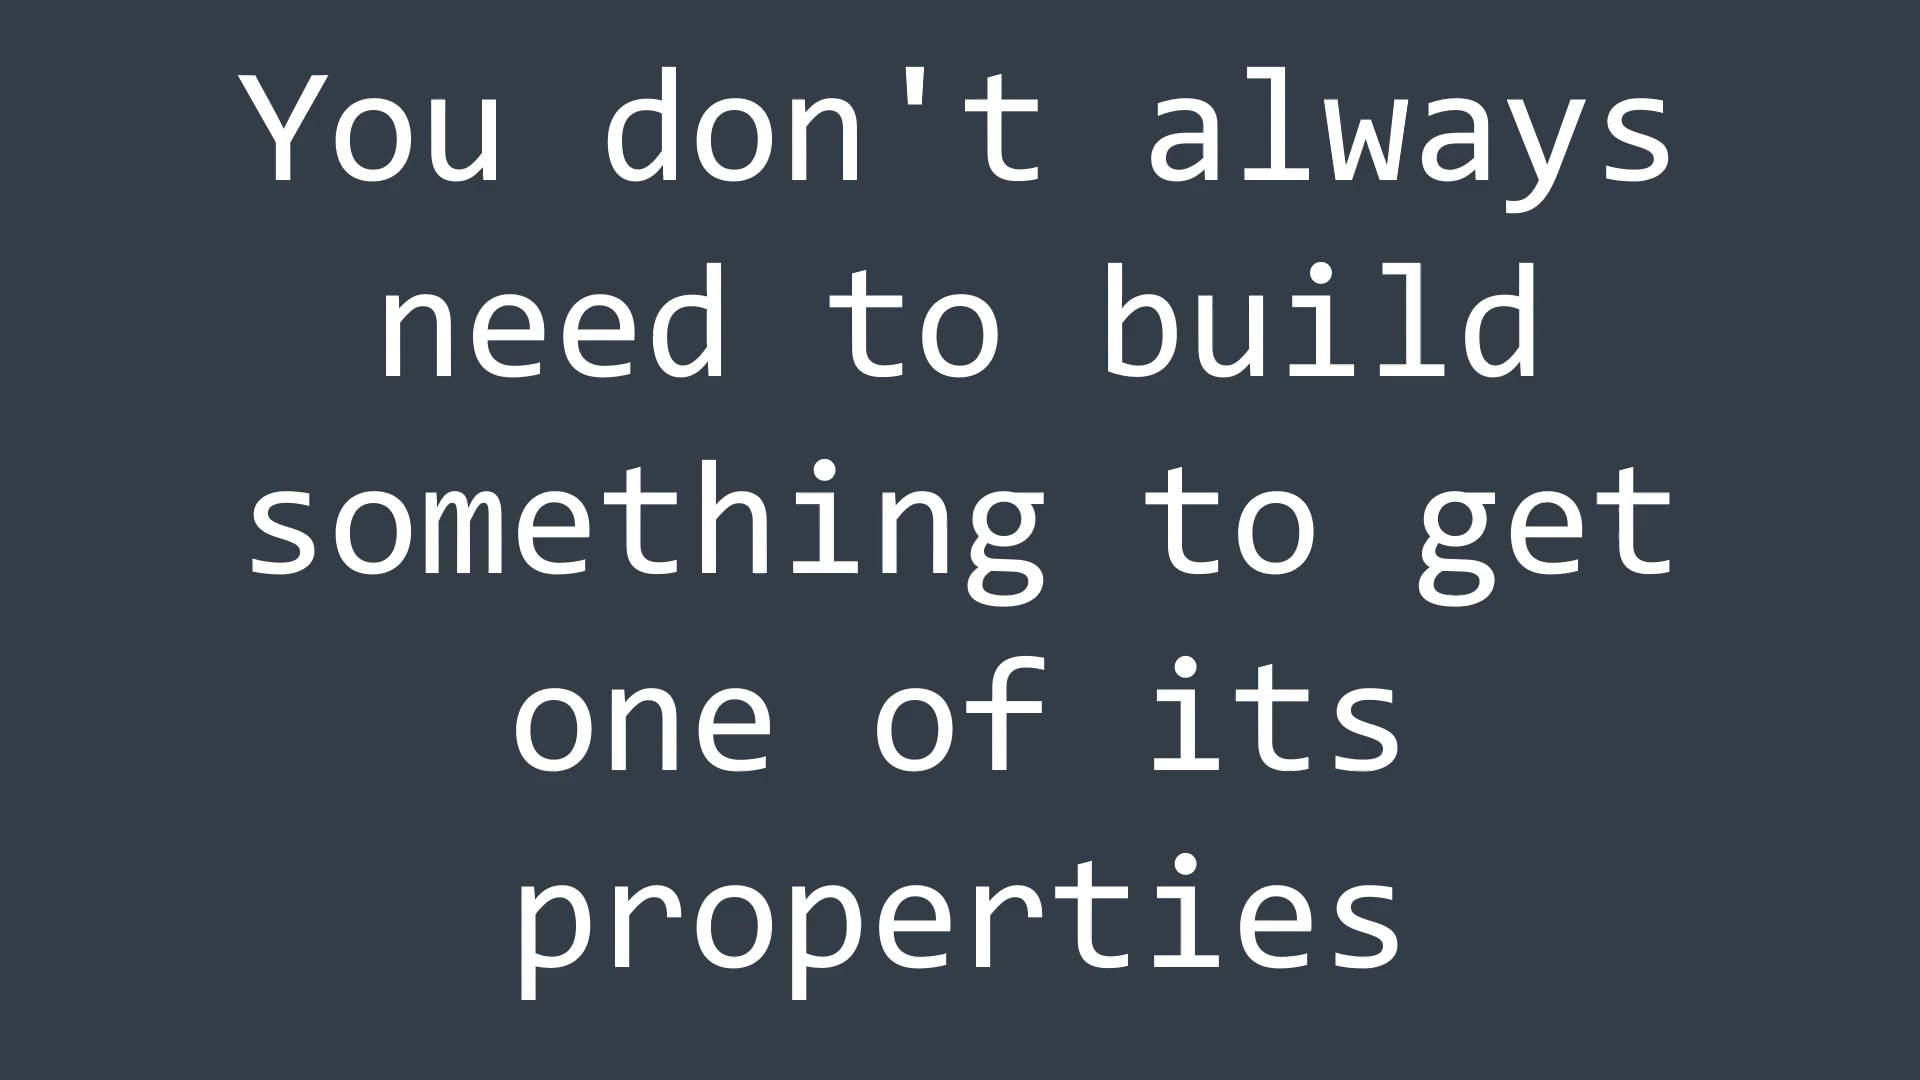 You don't always
need to build
something to get
one of its
properties